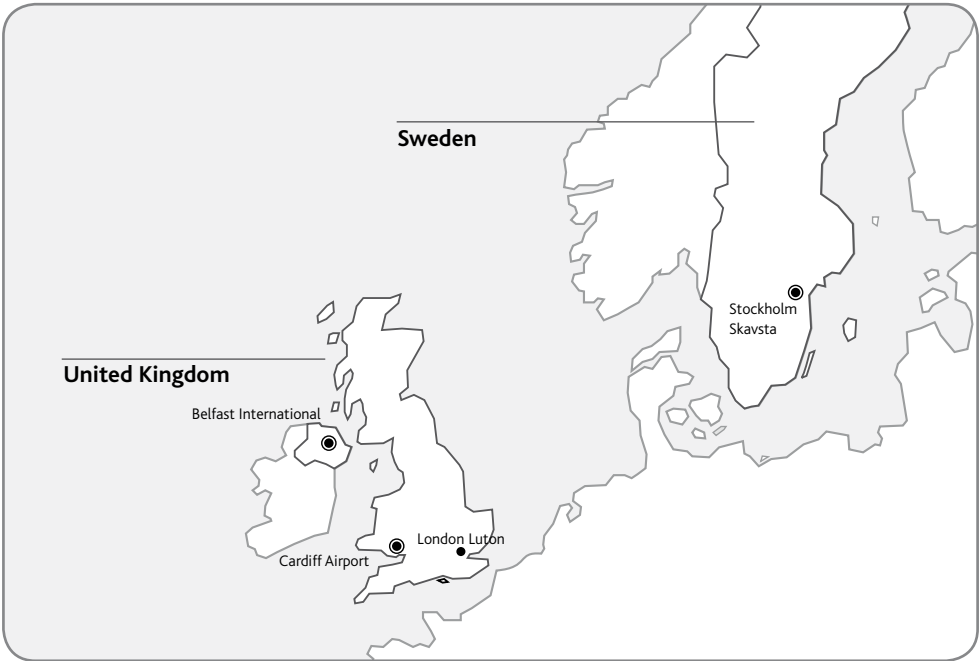 Sweden
Stockholm
Skavsta
United Kingdom
Belfast International
London Luton
Cardiff Airport